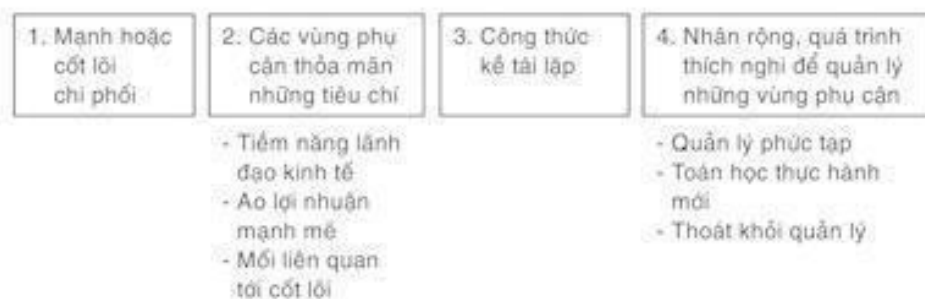 1. Mạnh hoặc
cốt lõi
chi phối
2. Các vùng phụ
cận thỏa mãn
những tiêu chí
- Tiềm năng lãnh
đạo kinh tế
- Ao lợi nhuận
mạnh mẽ
- Mối liên quan
tới cốt lõi
3. Công thức
kề tái lập
4. Nhân rộng, quá trình
thích nghi để quản lý
những vùng phụ cận
- Quản lý phức tạp
- Toán học thực hành
mới
- Thoát khỏi quản lý